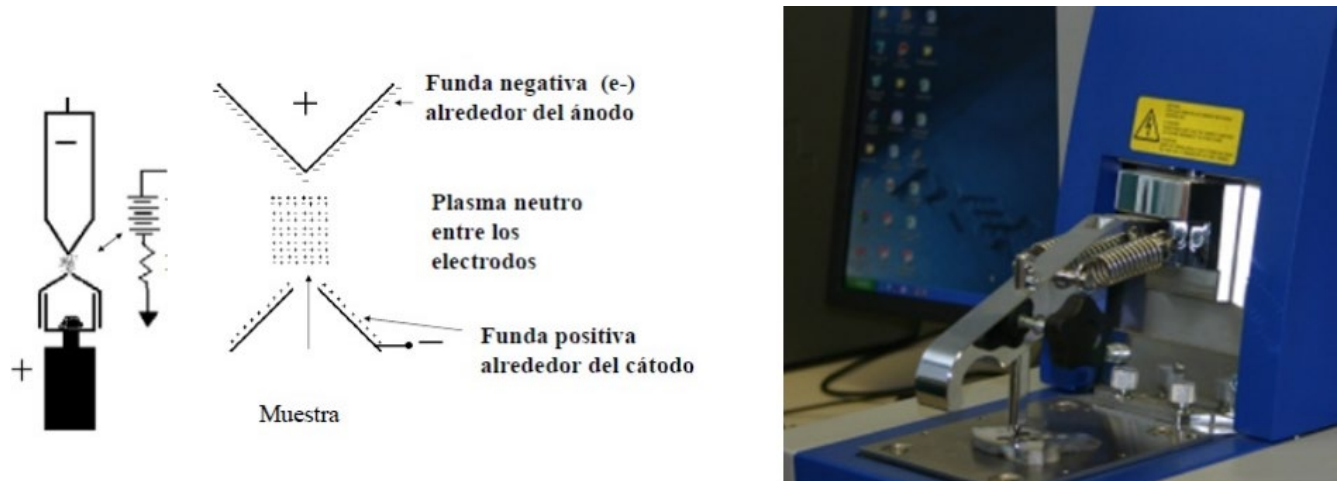 Funda negativa (e-)
alrededor del ánodo
Plasma neutro
entre los
electrodos
Funda positiva
alrededor del cátodo
Muestra
+
−
+
−